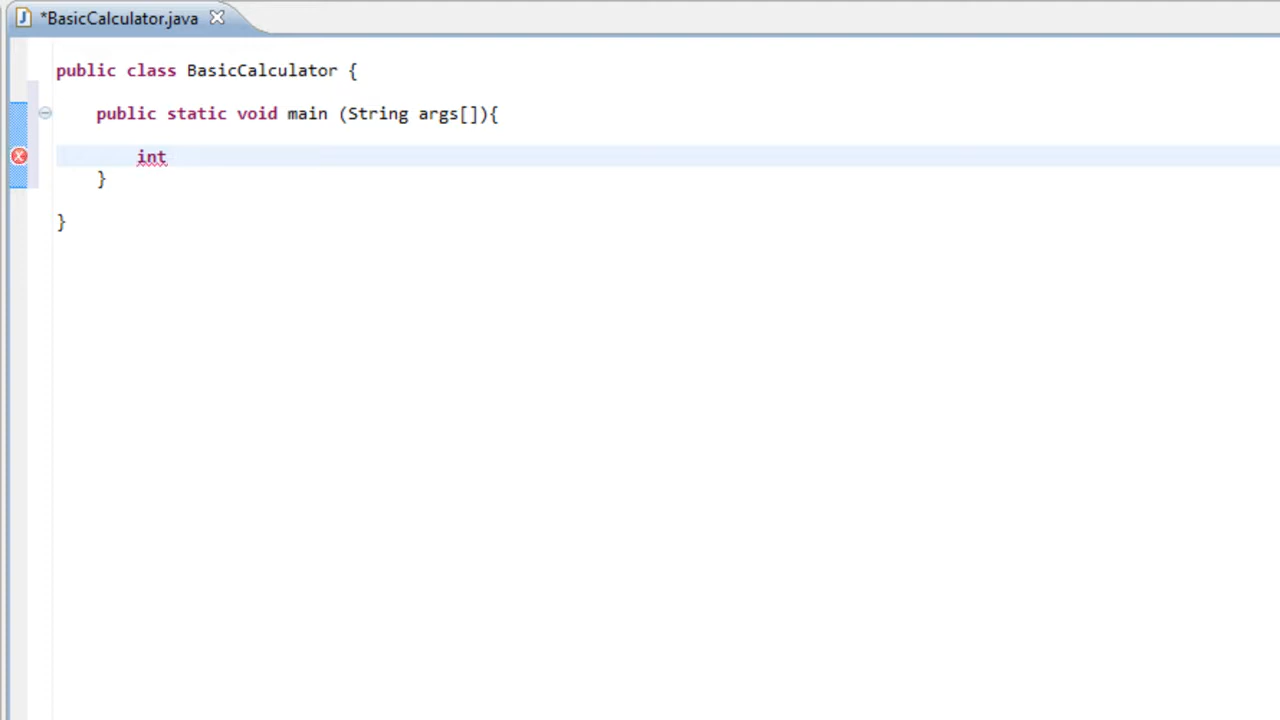 *BasicCalculator.java
public class BasicCalculator {
public static void main (String args[]){
int
}
}